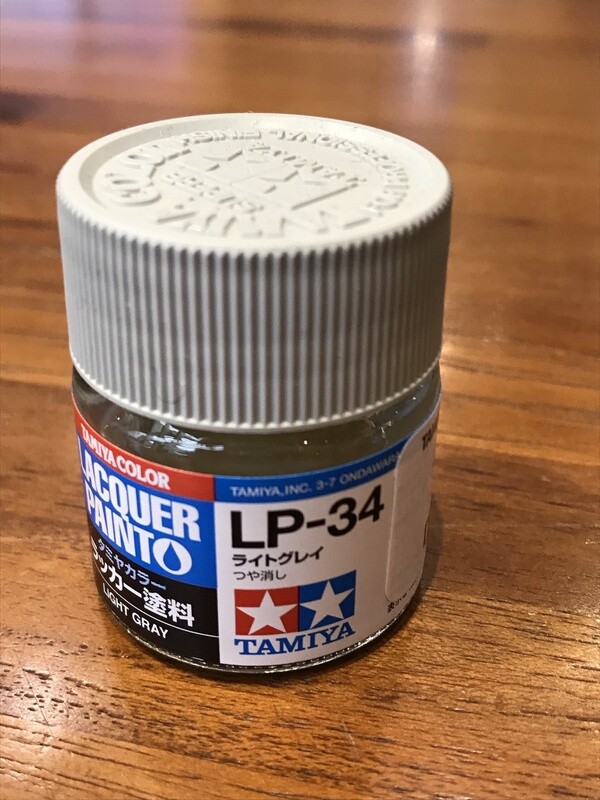 TAMIYA COLOR
LACQUER
PAINT
タミヤカラー
ラッカー塗料
LIGHT GRAY
TAMIYA, INC. 3-7 ONDAWARA
LP-34
ライトグレイ
つや消し
TAMIYA